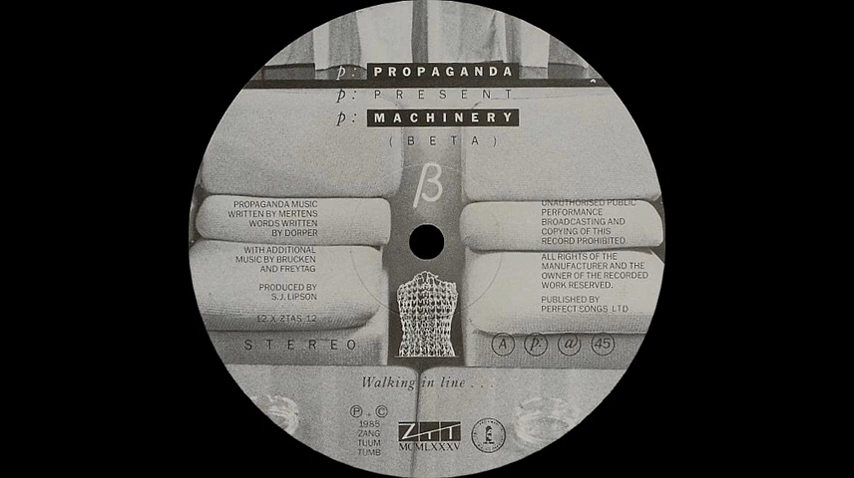 p: PROPAGANDA
p: PRESENT
p: MACHINERY
(BETA)
β
PROPAGANDA MUSIC
WRITTEN BY MERTENS
WORDS WRITTEN
BY DORPER
WITH ADDITIONAL
MUSIC BY BRUCKEN
AND FREYTAG
PRODUCED BY
S. J. LIPSON
12 X ZTAS 12
STEREO
UNAUTHORISED PUBLIC
PERFORMANCE
BROADCASTING AND
COPYING OF THIS
RECORD PROHIBITED
ALL RIGHTS OF THE
MANUFACTURER AND THE
OWNER OF THE RECORDED
WORK RESERVED.
PUBLISHED BY
PERFECT SONGS LTD
A p. @ 45
Walking in line . . .
Ⓟ + Ⓒ
1985
ZANG
TUUM
TUMB
ZTT
MCMLXXXV